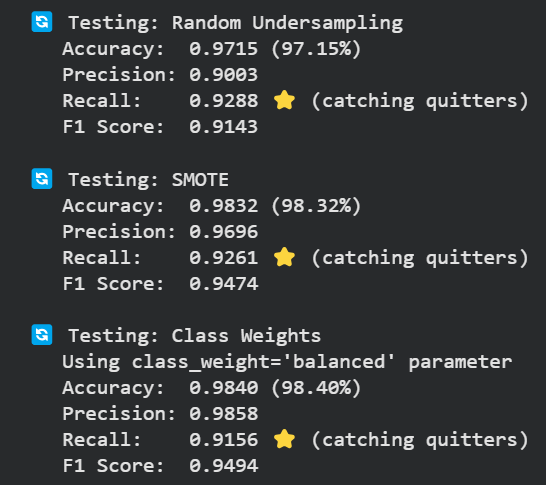 🔄 Testing: Random Undersampling
Accuracy:  0.9715 (97.15%)
Precision: 0.9003
Recall:    0.9288 ⭐ (catching quitters)
F1 Score:  0.9143
🔄 Testing: SMOTE
Accuracy:  0.9832 (98.32%)
Precision: 0.9696
Recall:    0.9261 ⭐ (catching quitters)
F1 Score:  0.9474
🔄 Testing: Class Weights
Using class_weight='balanced' parameter
Accuracy:  0.9840 (98.40%)
Precision: 0.9858
Recall:    0.9156 ⭐ (catching quitters)
F1 Score:  0.9494